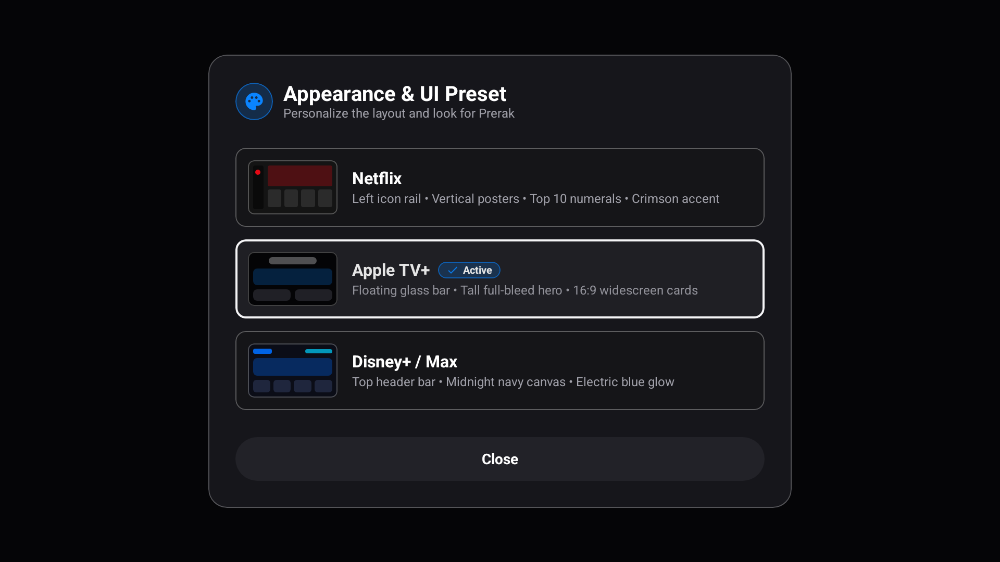 Appearance & UI Preset
Personalize the layout and look for Prerak
Netflix
Left icon rail • Vertical posters • Top 10 numerals • Crimson accent
Apple TV+ Active
Floating glass bar • Tall full-bleed hero • 16:9 widescreen cards
Disney+ / Max
Top header bar • Midnight navy canvas • Electric blue glow
Close